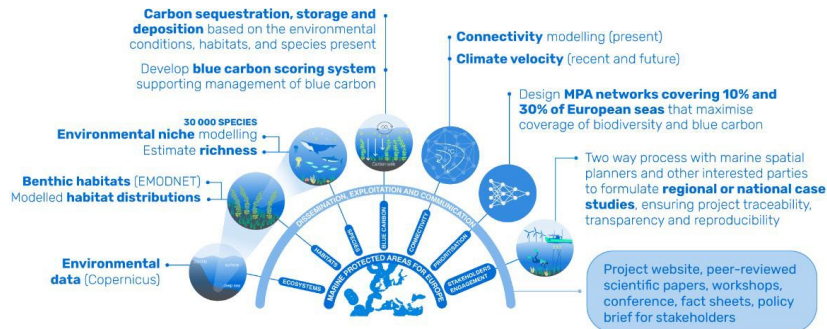 Carbon sequestration, storage and
deposition based on the environmental
conditions, habitats, and species present
Develop blue carbon scoring system
supporting management of blue carbon
30 000 SPECIES
Environmental niche modelling
Estimate richness
Benthic habitats (EMODNET)
Modelled habitat distributions
Environmental
data (Copernicus)
Connectivity modelling (present)
Climate velocity (recent and future)
Design MPA networks covering 10% and
30% of European seas that maximise
coverage of biodiversity and blue carbon
Two way process with marine spatial
planners and other interested parties
to formulate regional or national case
studies, ensuring project traceability,
transparency and reproducibility
Project website, peer-reviewed
scientific papers, workshops,
conference, fact sheets, policy
brief for stakeholders
DISSEMINATION, EXPLOITATION AND COMMUNICATION
ECOSYSTEMS
HABITATS
SPECIES
BLUE CARBON
CONNECTIVITY
PRIORITISATION
STAKEHOLDERS
ENGAGEMENT
MARINE PROTECTED AREAS FOR EUROPE